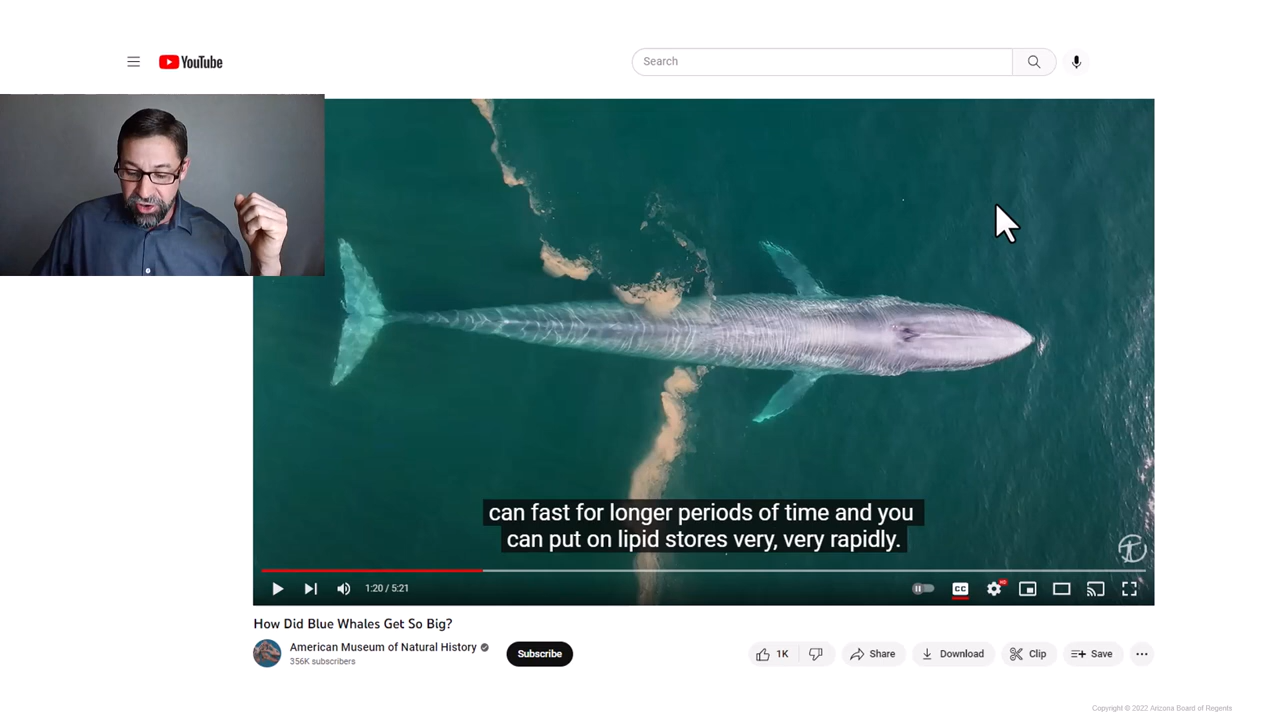 YouTube
Search
can fast for longer periods of time and you
can put on lipid stores very, very rapidly.
1:20 / 5:21
CC
HD
How Did Blue Whales Get So Big?
American Museum of Natural History
356K subscribers
Subscribe
1K
Share
Download
Clip
Save
Copyright © 2022 Arizona Board of Regents